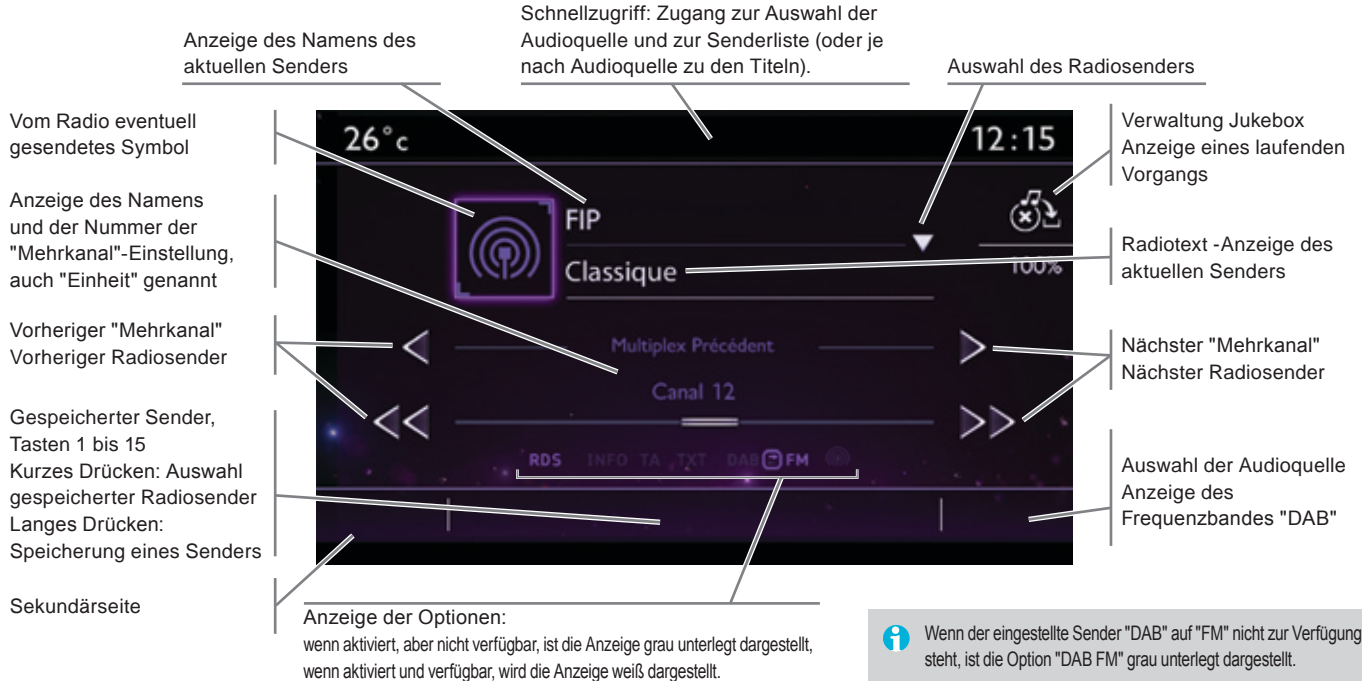 Schnellzugriff: Zugang zur Auswahl der
Audioquelle und zur Senderliste (oder je
nach Audioquelle zu den Titeln).
Anzeige des Namens des
aktuellen Senders
Auswahl des Radiosenders
Vom Radio eventuell
gesendetes Symbol
Anzeige des Namens
und der Nummer der
"Mehrkanal"-Einstellung,
auch "Einheit" genannt
Vorheriger "Mehrkanal"
Vorheriger Radiosender
Gespeicherter Sender,
Tasten 1 bis 15
Kurzes Drücken: Auswahl
gespeicherter Radiosender
Langes Drücken:
Speicherung eines Senders
Sekundärseite
26°c
12:15
FIP
Classique
100%
Multiplex Précédent
Canal 12
RDS INFO TA TXT DAB FM
Verwaltung Jukebox
Anzeige eines laufenden
Vorgangs
Radiotext -Anzeige des
aktuellen Senders
Nächster "Mehrkanal"
Nächster Radiosender
Auswahl der Audioquelle
Anzeige des
Frequenzbandes "DAB"
Anzeige der Optionen:
wenn aktiviert, aber nicht verfügbar, ist die Anzeige grau unterlegt dargestellt,
wenn aktiviert und verfügbar, wird die Anzeige weiß dargestellt.
Wenn der eingestellte Sender "DAB" auf "FM" nicht zur Verfügung
steht, ist die Option "DAB FM" grau unterlegt dargestellt.